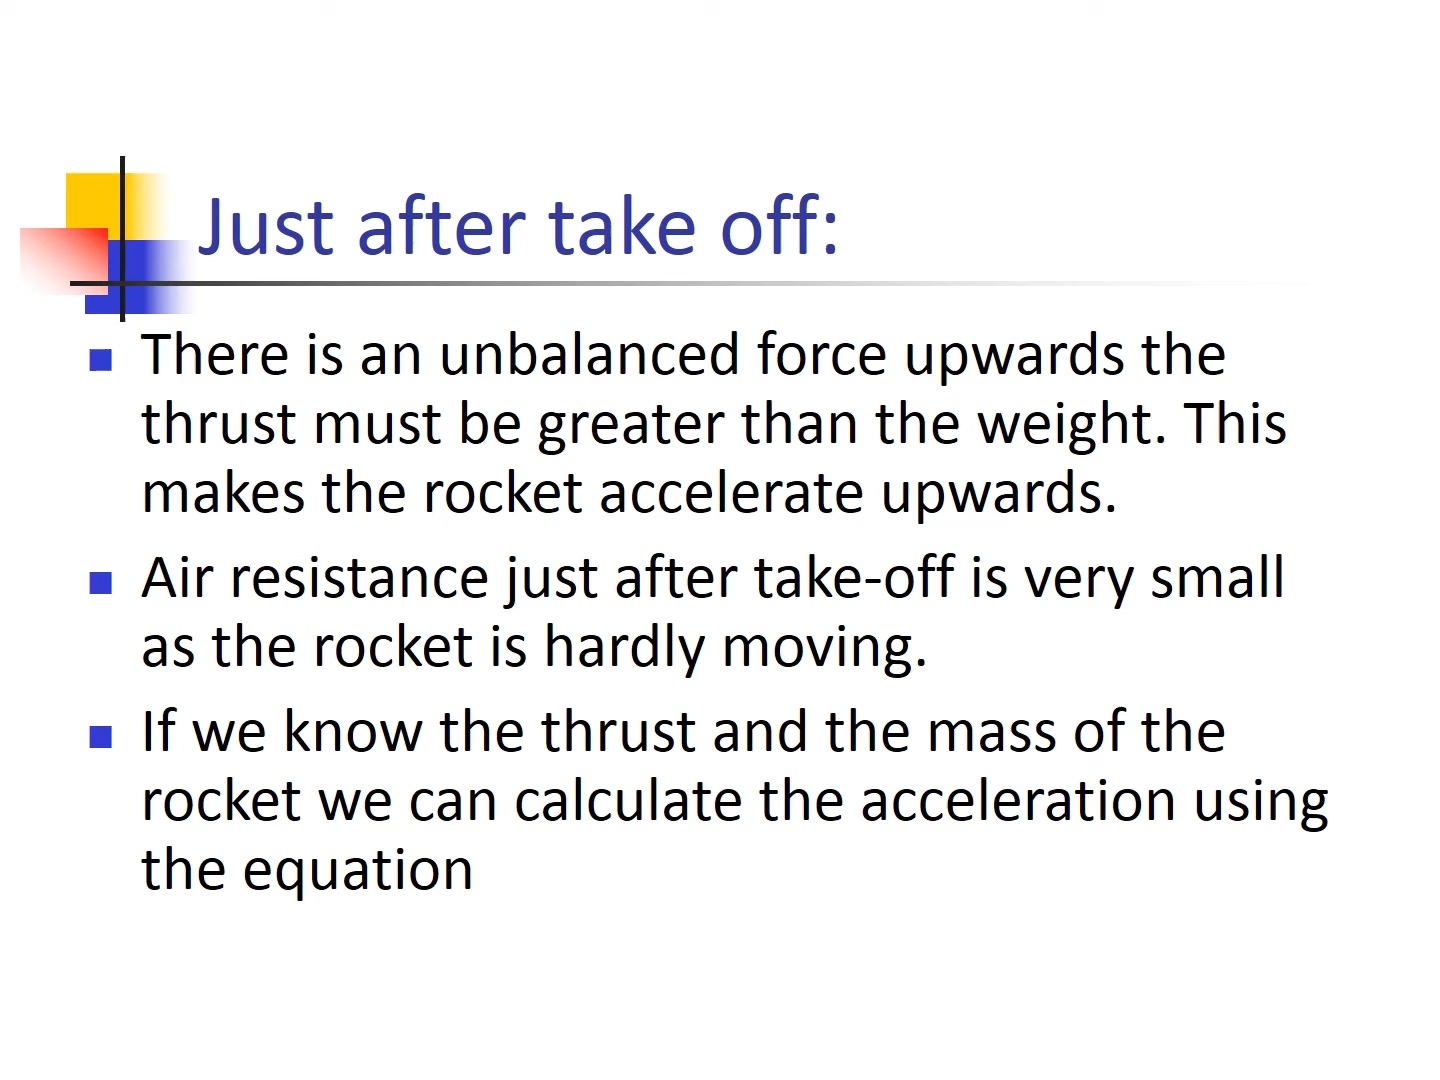 Just after take off:
There is an unbalanced force upwards the
thrust must be greater than the weight. This
makes the rocket accelerate upwards.
Air resistance just after take-off is very small
as the rocket is hardly moving.
If we know the thrust and the mass of the
rocket we can calculate the acceleration using
the equation